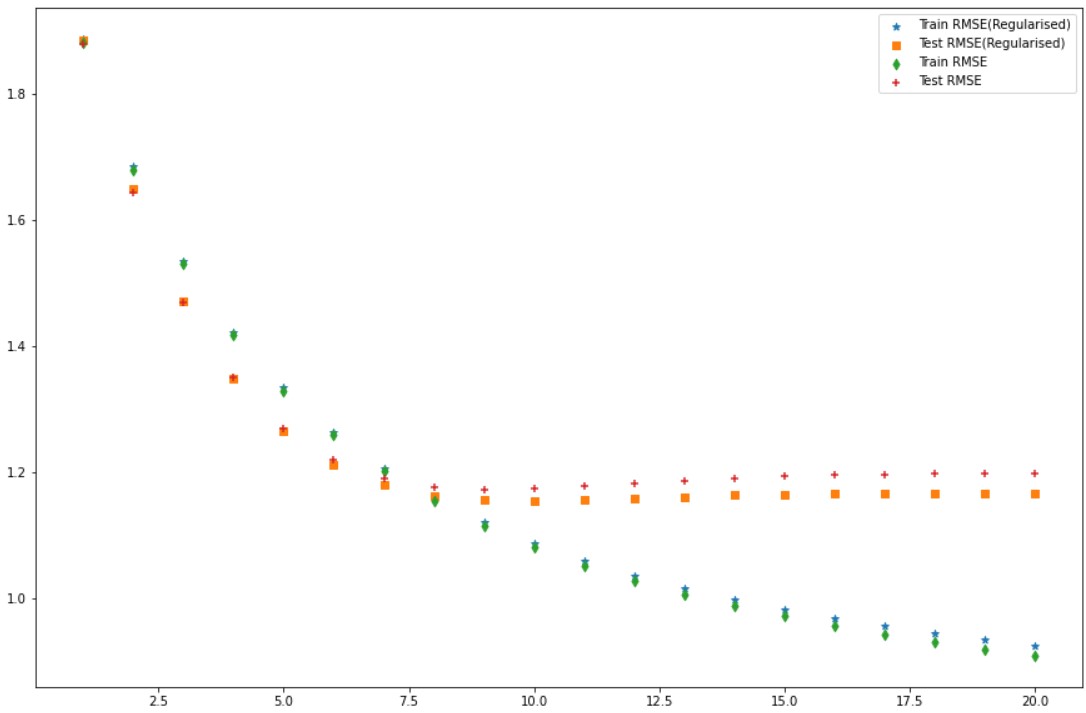 Train RMSE(Regularised)
Test RMSE(Regularised)
Train RMSE
Test RMSE
1.8
1.6
1.4
1.2
1.0
2.5 5.0 7.5 10.0 12.5 15.0 17.5 20.0